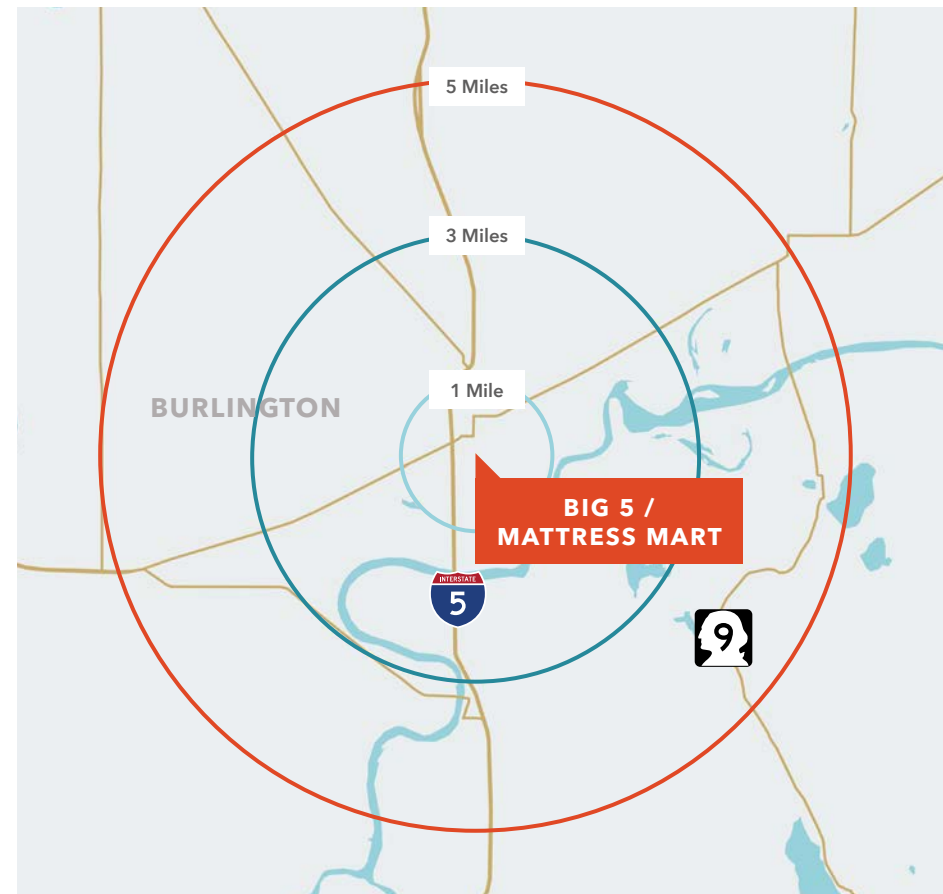 5 Miles
3 Miles
1 Mile
BURLINGTON
BIG 5 /
MATTRESS MART
INTERSTATE
5
9